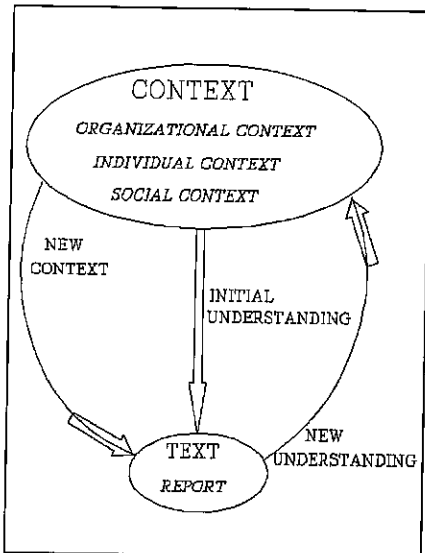 CONTEXT
ORGANIZATIONAL CONTEXT
INDIVIDUAL CONTEXT
SOCIAL CONTEXT
NEW
CONTEXT
INITIAL
UNDERSTANDING
TEXT
REPORT
NEW
UNDERSTANDING